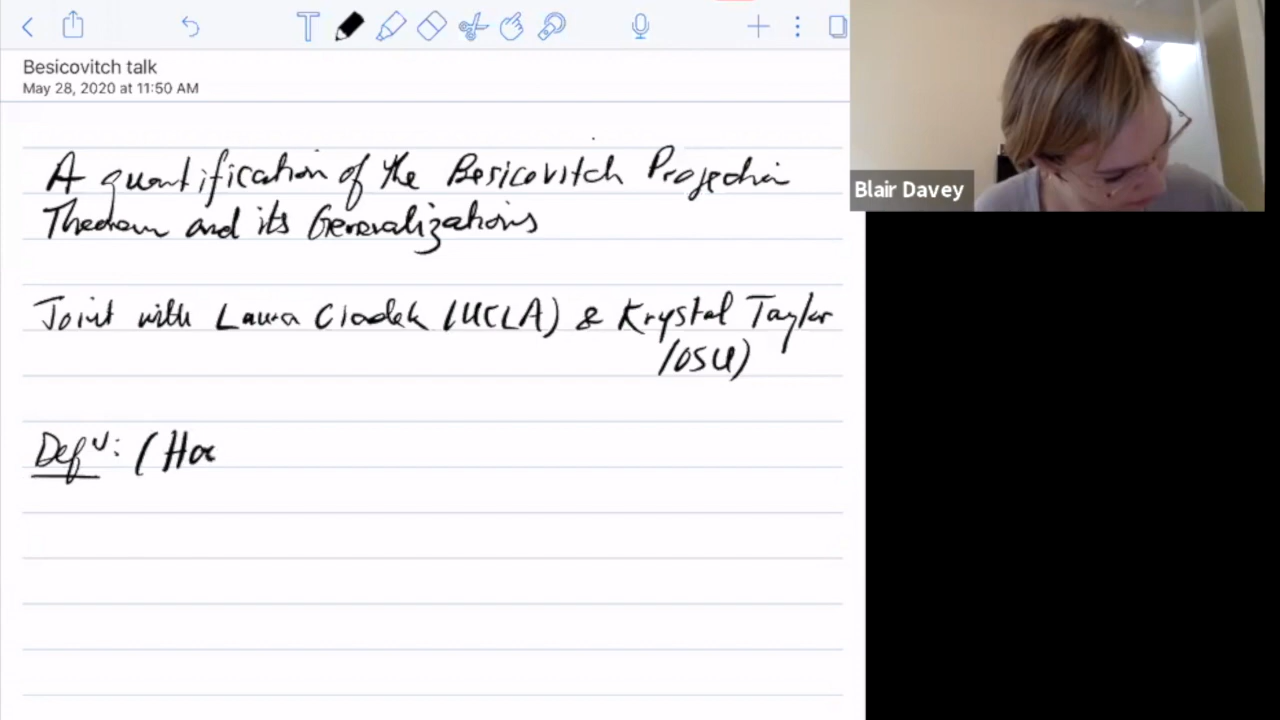 Besicovitch talk
May 28, 2020 at 11:50 AM
A quantification of the Besicovitch Projection
Theorem and its Generalizations
Joint with Laura Cladek (UCLA) & Krystal Taylor
(OSU)
Defn: (Ha
Blair Davey